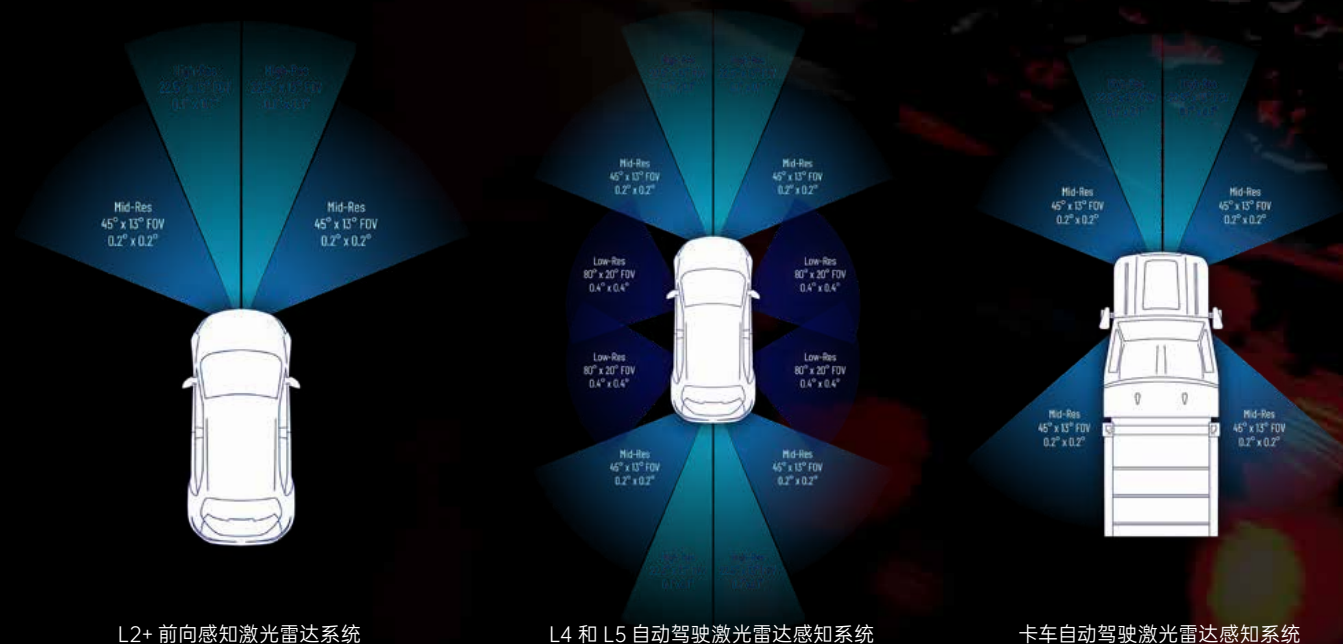 Mid-Res
45° x 13° FOV
0.2° x 0.2°
Mid-Res
45° x 13° FOV
0.2° x 0.2°
L2+ 前向感知激光雷达系统
Mid-Res
45° x 13° FOV
0.2° x 0.2°
Mid-Res
45° x 13° FOV
0.2° x 0.2°
Low-Res
80° x 20° FOV
0.4° x 0.4°
Low-Res
80° x 20° FOV
0.4° x 0.4°
Low-Res
80° x 20° FOV
0.4° x 0.4°
Low-Res
80° x 20° FOV
0.4° x 0.4°
Mid-Res
45° x 13° FOV
0.2° x 0.2°
Mid-Res
45° x 13° FOV
0.2° x 0.2°
L4 和 L5 自动驾驶激光雷达感知系统
Mid-Res
45° x 13° FOV
0.2° x 0.2°
Mid-Res
45° x 13° FOV
0.2° x 0.2°
Mid-Res
45° x 13° FOV
0.2° x 0.2°
Mid-Res
45° x 13° FOV
0.2° x 0.2°
卡车自动驾驶激光雷达感知系统